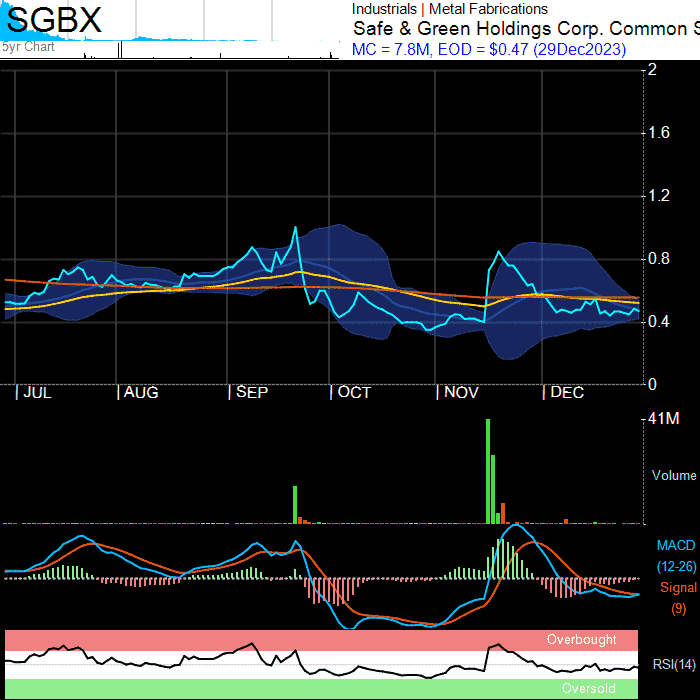 SGBX
5yr Chart
Industrials | Metal Fabrications
Safe & Green Holdings Corp. Common S
MC = 7.8M, EOD = $0.47 (29Dec2023)
2
1.6
1.2
0.8
0.4
0
JUL AUG SEP OCT NOV DEC
41M
Volume
MACD
(12-26)
Signal
(9)
Overbought
RSI(14)
Oversold